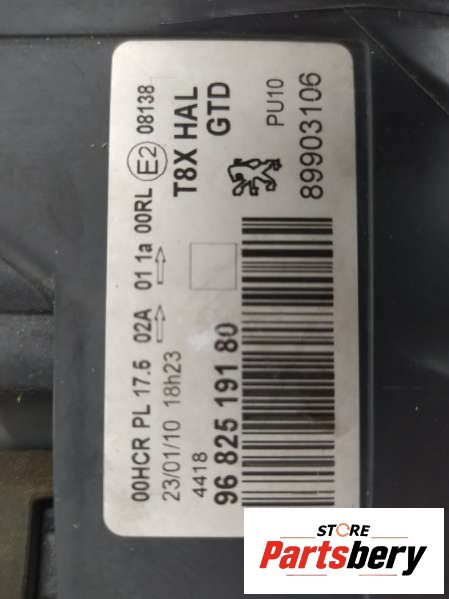 00HCR PL 17.5 02A 01 1a 00RL E2 08138
23/01/10 18h23
T8X HAL
4418
GTD
96 825 191 80
PU10
89903106
STORE
Partsbery